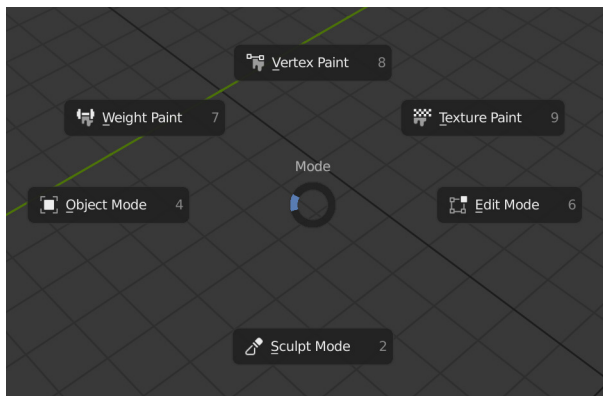 Vertex Paint 8
Weight Paint 7
Texture Paint 9
Mode
Object Mode 4
Edit Mode 6
Sculpt Mode 2